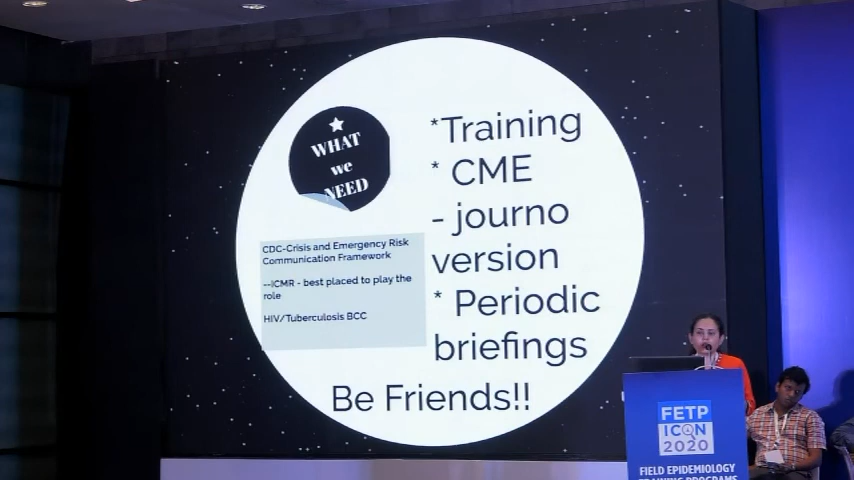 WHAT
we
NEED
CDC-Crisis and Emergency Risk
Communication Framework
--ICMR - best placed to play the
role
HIV/Tuberculosis BCC
*Training
* CME
- journo
version
* Periodic
briefings
Be Friends!!
FETP
ICON
2020
FIELD EPIDEMIOLOGY
TRAINING PROGRAMS